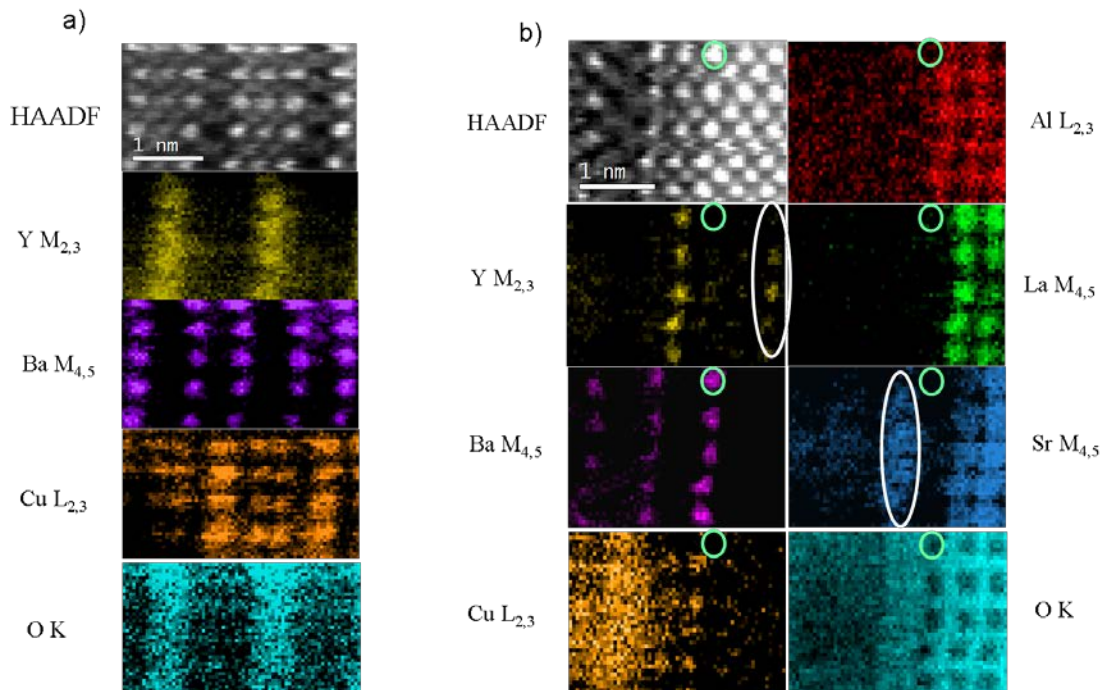 a)
HAADF
1 nm
Y M₂,₃
Ba M₄,₅
Cu L₂,₃
O K
b)
HAADF
1 nm
Al L₂,₃
Y M₂,₃
La M₄,₅
Ba M₄,₅
Sr M₄,₅
Cu L₂,₃
O K